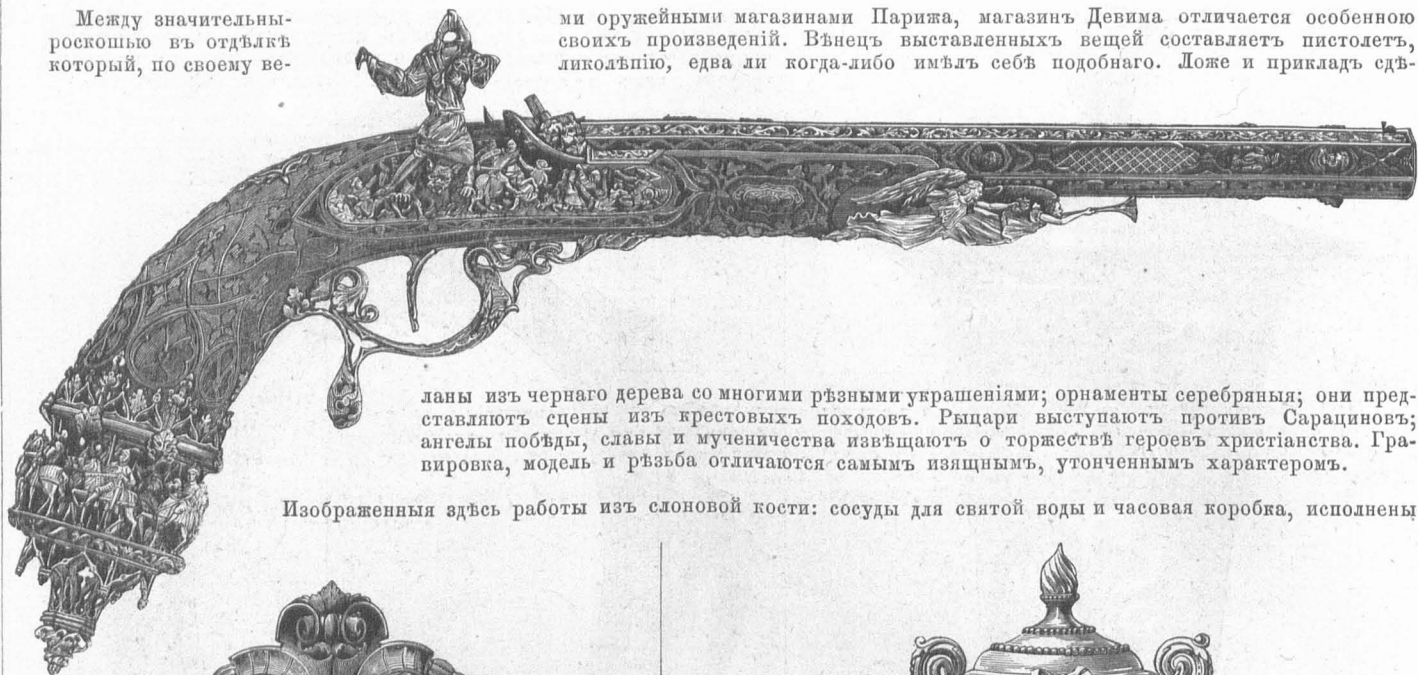 Между значительны- ми оружейными магазинами Парижа, магазинъ Девима отличается особенною
роскошью въ отдѣлкѣ своихъ произведеній. Вѣнецъ выставленныхъ вещей составляетъ пистолетъ,
который, по своему ве- ликолѣпію, едва ли когда-либо имѣлъ себѣ подобнаго. Ложе и прикладъ сдѣ-
ланы изъ чернаго дерева со многими рѣзными украшеніями; орнаменты серебряныя; они пред-
ставляютъ сцены изъ крестовыхъ походовъ. Рыцари выступаютъ противъ Сарациновъ;
ангелы побѣды, славы и мученичества извѣщаютъ о торжествѣ героевъ христіанства. Гра-
вировка, модель и рѣзьба отличаются самымъ изящнымъ, утонченнымъ характеромъ.
Изображенныя здѣсь работы изъ слоновой кости: сосуды для святой воды и часовая коробка, исполнены